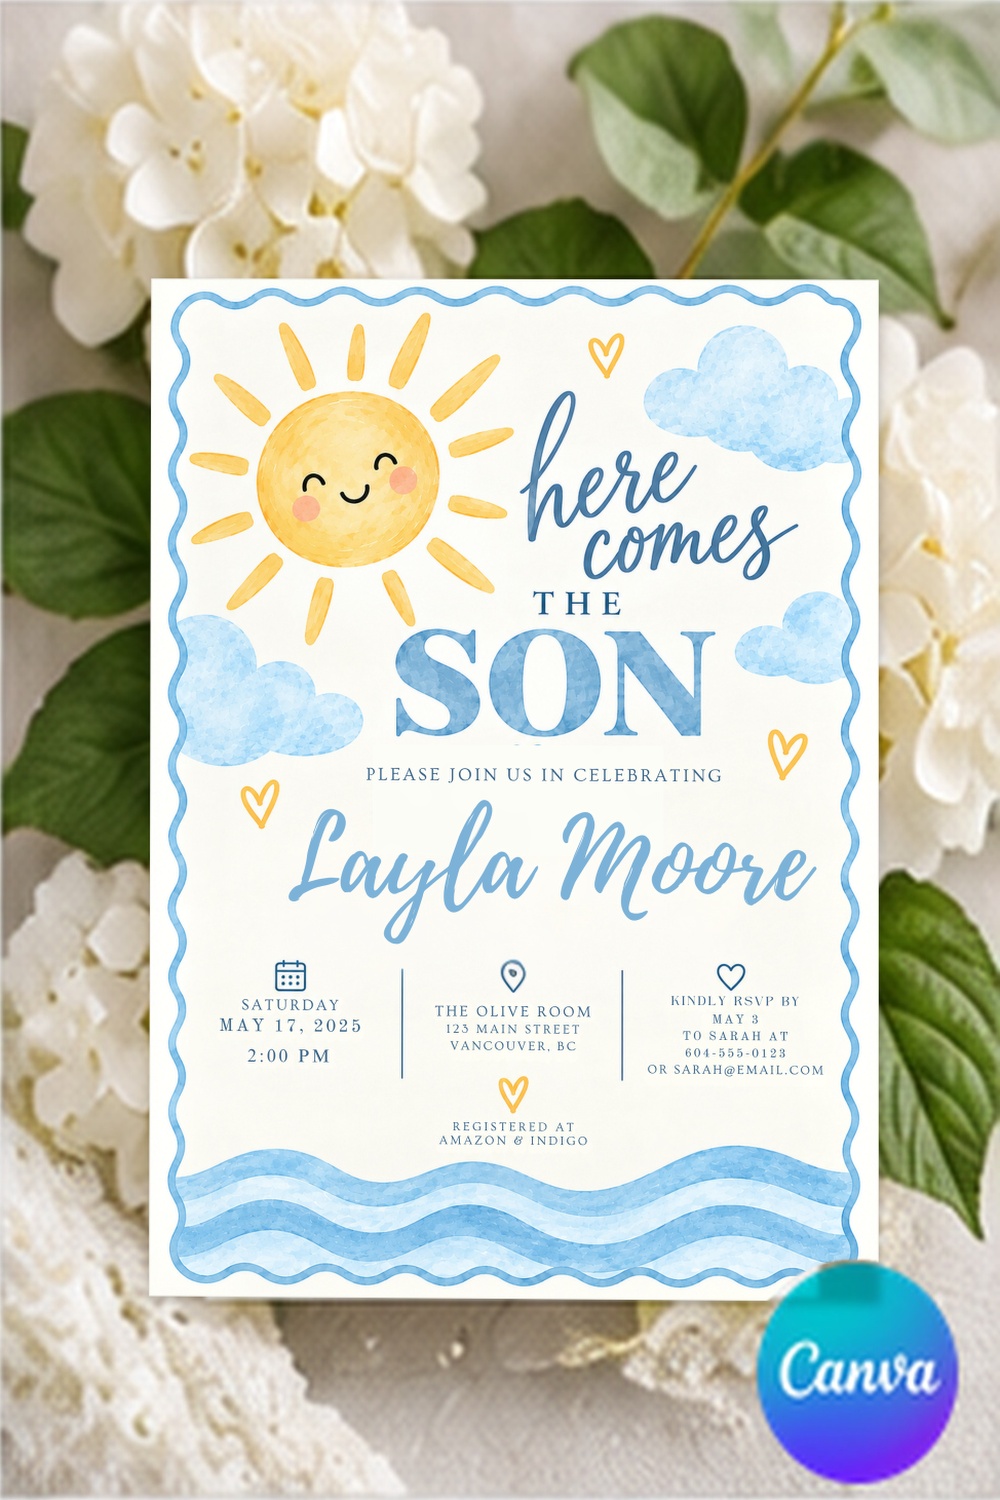 here
comes
THE
SON
PLEASE JOIN US IN CELEBRATING
Layla Moore
SATURDAY
MAY 17, 2025
2:00 PM
THE OLIVE ROOM
123 MAIN STREET
VANCOUVER, BC
KINDLY RSVP BY
MAY 3
TO SARAH AT
604-555-0123
OR SARAH@EMAIL.COM
REGISTERED AT
AMAZON & INDIGO
Canva